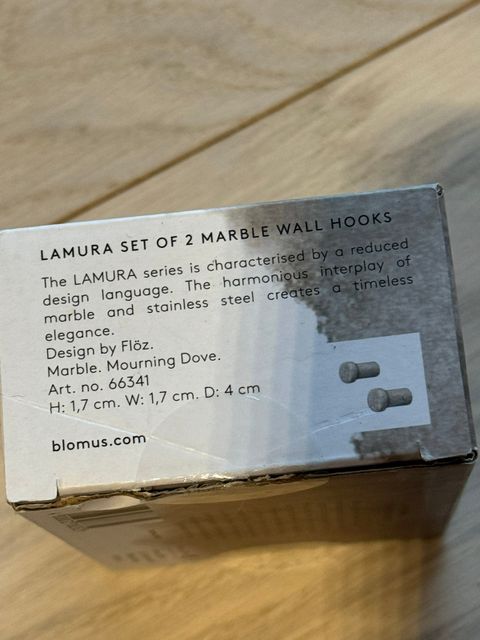 LAMURA SET OF 2 MARBLE WALL HOOKS
The LAMURA series is characterised by a reduced
design language. The harmonious interplay of
marble and stainless steel creates a timeless
elegance.
Design by Flöz.
Marble. Mourning Dove.
Art. no. 66341
H: 1,7 cm. W: 1,7 cm. D: 4 cm
blomus.com